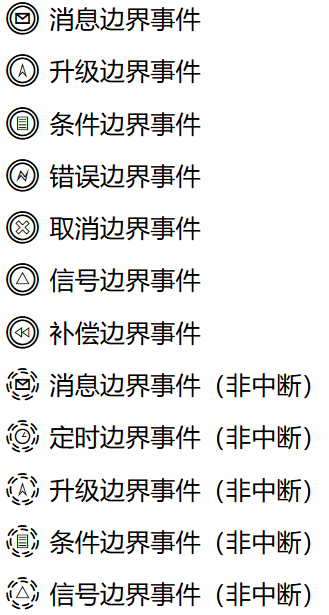 消息边界事件
升级边界事件
条件边界事件
错误边界事件
取消边界事件
信号边界事件
补偿边界事件
消息边界事件（非中断）
定时边界事件（非中断）
升级边界事件（非中断）
条件边界事件（非中断）
信号边界事件（非中断）